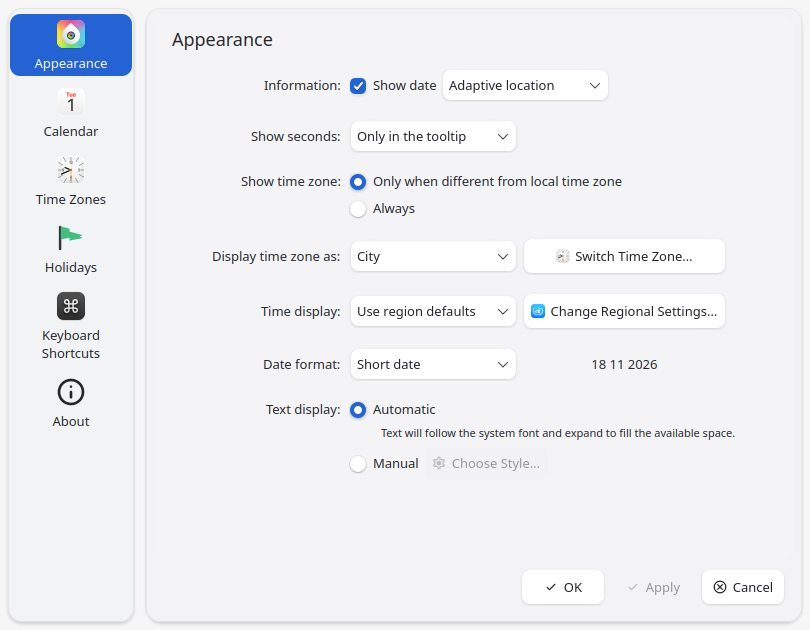 Appearance
Tue
1
Calendar
Time Zones
Holidays
Keyboard
Shortcuts
About
Appearance
Information: Show date Adaptive location
Show seconds: Only in the tooltip
Show time zone: Only when different from local time zone
Always
Display time zone as: City Switch Time Zone...
Time display: Use region defaults Change Regional Settings...
Date format: Short date 18 11 2026
Text display: Automatic
Text will follow the system font and expand to fill the available space.
Manual Choose Style...
OK Apply Cancel